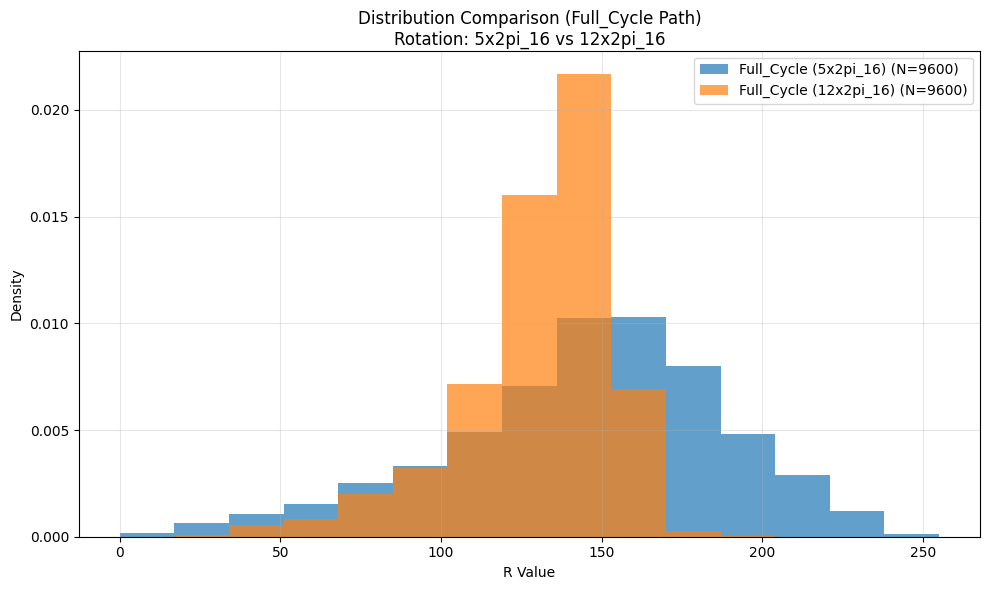 Distribution Comparison (Full_Cycle Path)
Rotation: 5x2pi_16 vs 12x2pi_16
Full_Cycle (5x2pi_16) (N=9600)
Full_Cycle (12x2pi_16) (N=9600)
Density
0.020
0.015
0.010
0.005
0.000
0 50 100 150 200 250
R Value